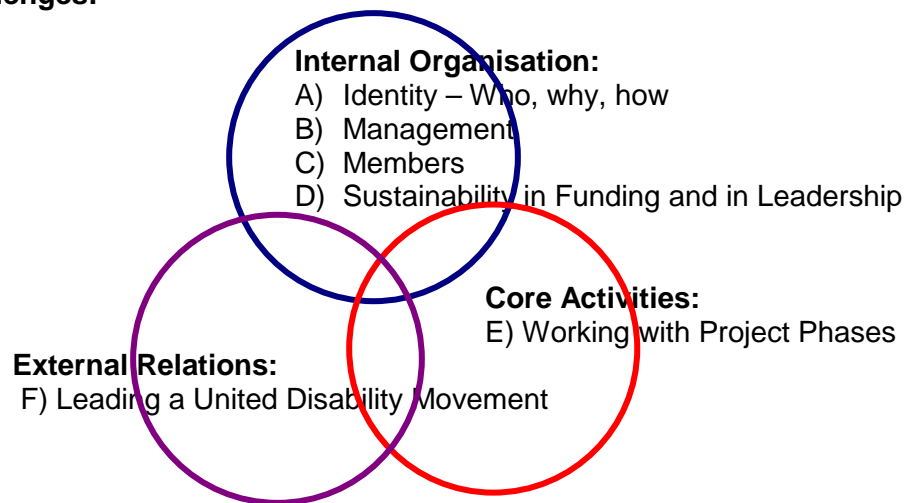 Internal Organisation:
A) Identity – Who, why, how
B) Management
C) Members
D) Sustainability in Funding and in Leadership
Core Activities:
E) Working with Project Phases
External Relations:
F) Leading a United Disability Movement